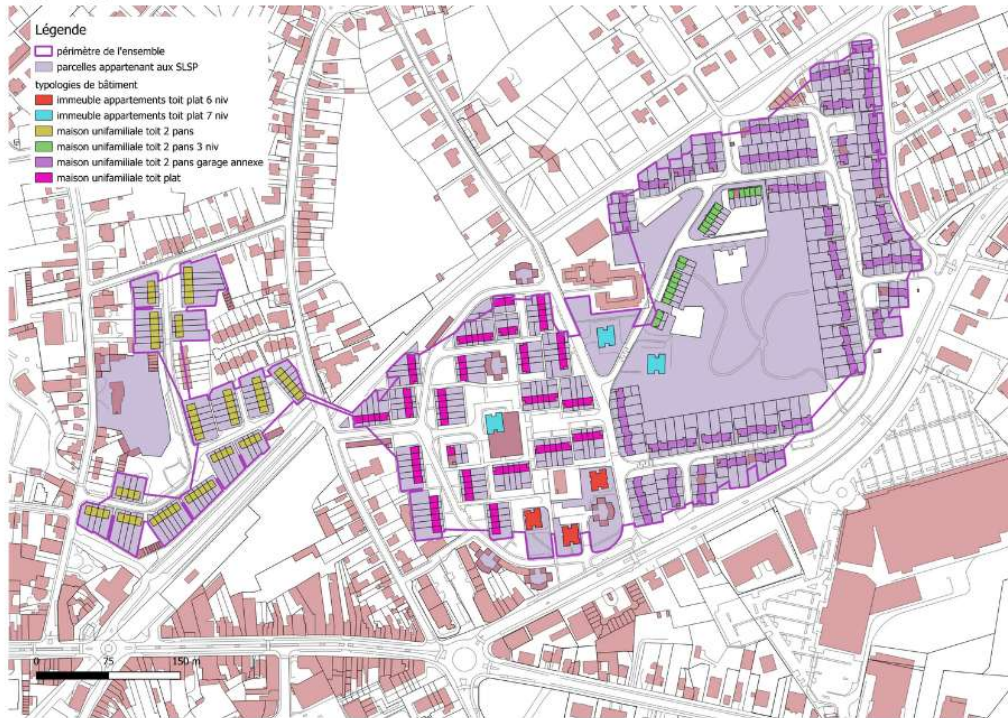 Légende
périmètre de l'ensemble
parcelles appartenant aux SLSP
typologies de bâtiment
immeuble appartements toit plat 6 niv
immeuble appartements toit plat 7 niv
maison unifamiliale toit 2 pans
maison unifamiliale toit 2 pans 3 niv
maison unifamiliale toit 2 pans garage annexe
maison unifamiliale toit plat
0 75 150 m